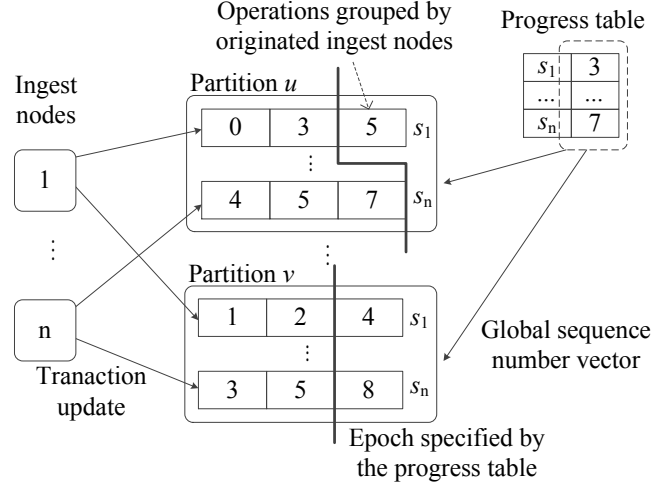 Operations grouped by
originated ingest nodes
Progress table
s1 3
... ...
sn 7
Ingest
nodes
1
⋮
n
Partition u
0 3 5 s1
⋮
4 5 7 sn
⋮
Partition v
1 2 4 s1
⋮
3 5 8 sn
Tranaction
update
Global sequence
number vector
Epoch specified by
the progress table